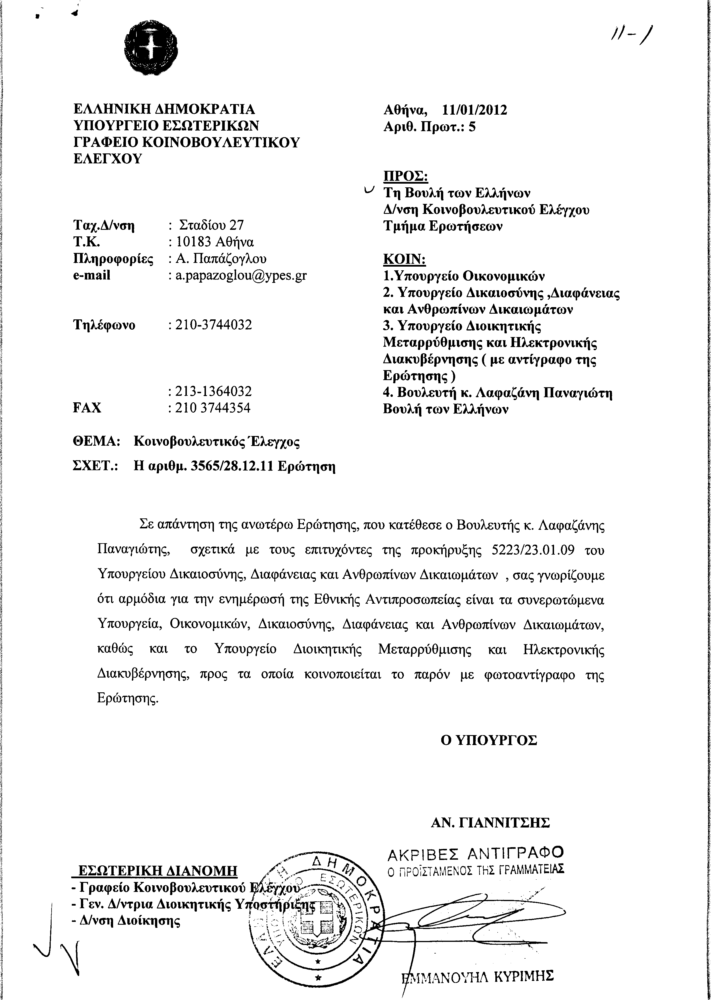 11-1
ΕΛΛΗΝΙΚΗ ΔΗΜΟΚΡΑΤΙΑ
ΥΠΟΥΡΓΕΙΟ ΕΣΩΤΕΡΙΚΩΝ
ΓΡΑΦΕΙΟ ΚΟΙΝΟΒΟΥΛΕΥΤΙΚΟΥ
ΕΛΕΓΧΟΥ
Ταχ.Δ/νση : Σταδίου 27
Τ.Κ. : 10183 Αθήνα
Πληροφορίες : Α. Παπάζογλου
e-mail : a.papazoglou@ypes.gr
Τηλέφωνο : 210-3744032
: 213-1364032
FAX : 210 3744354
Αθήνα, 11/01/2012
Αριθ. Πρωτ.: 5
ΠΡΟΣ:
Τη Βουλή των Ελλήνων
Δ/νση Κοινοβουλευτικού Ελέγχου
Τμήμα Ερωτήσεων
ΚΟΙΝ:
1.Υπουργείο Οικονομικών
2. Υπουργείο Δικαιοσύνης ,Διαφάνειας
και Ανθρωπίνων Δικαιωμάτων
3. Υπουργείο Διοικητικής
Μεταρρύθμισης και Ηλεκτρονικής
Διακυβέρνησης ( με αντίγραφο της
Ερώτησης )
4. Βουλευτή κ. Λαφαζάνη Παναγιώτη
Βουλή των Ελλήνων
ΘΕΜΑ: Κοινοβουλευτικός Έλεγχος
ΣΧΕΤ.: Η αριθμ. 3565/28.12.11 Ερώτηση
Σε απάντηση της ανωτέρω Ερώτησης, που κατέθεσε ο Βουλευτής κ. Λαφαζάνης
Παναγιώτης, σχετικά με τους επιτυχόντες της προκήρυξης 5223/23.01.09 του
Υπουργείου Δικαιοσύνης, Διαφάνειας και Ανθρωπίνων Δικαιωμάτων , σας γνωρίζουμε
ότι αρμόδια για την ενημέρωσή της Εθνικής Αντιπροσωπείας είναι τα συνερωτώμενα
Υπουργεία, Οικονομικών, Δικαιοσύνης, Διαφάνειας και Ανθρωπίνων Δικαιωμάτων,
καθώς και το Υπουργείο Διοικητικής Μεταρρύθμισης και Ηλεκτρονικής
Διακυβέρνησης, προς τα οποία κοινοποιείται το παρόν με φωτοαντίγραφο της
Ερώτησης.
Ο ΥΠΟΥΡΓΟΣ
ΑΝ. ΓΙΑΝΝΙΤΣΗΣ
ΑΚΡΙΒΕΣ ΑΝΤΙΓΡΑΦΟ
Ο ΠΡΟΪΣΤΑΜΕΝΟΣ ΤΗΣ ΓΡΑΜΜΑΤΕΙΑΣ
ΕΜΜΑΝΟΥΗΛ ΚΥΡΙΜΗΣ
ΕΣΩΤΕΡΙΚΗ ΔΙΑΝΟΜΗ
- Γραφείο Κοινοβουλευτικού Ελέγχου
- Γεν. Δ/ντρια Διοικητικής Υποστήριξης
- Δ/νση Διοίκησης
ΕΛΛΗΝΙΚΗ ΔΗΜΟΚΡΑΤΙΑ
ΥΠΟΥΡΓΕΙΟ ΕΣΩΤΕΡΙΚΩΝ